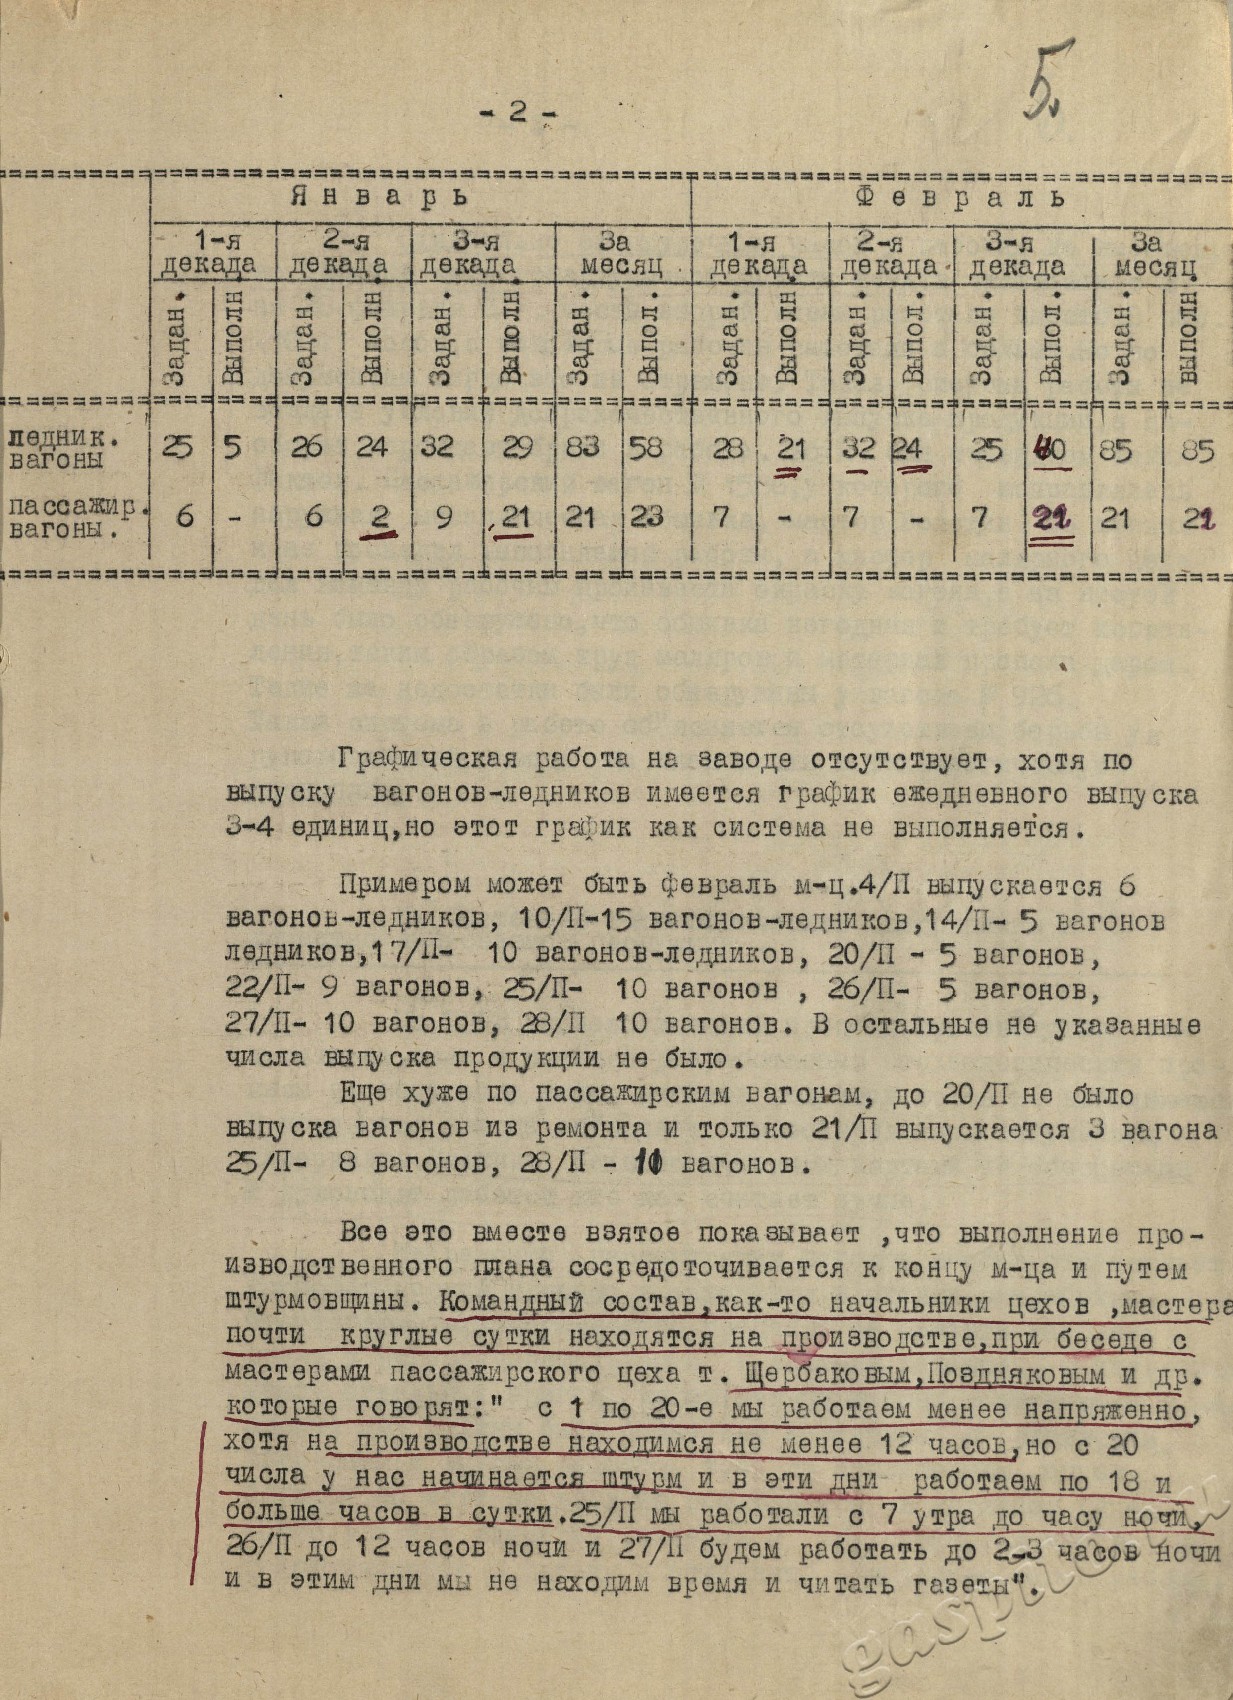 5.
- 2 -
Январь Февраль
1-я декада 2-я декада 3-я декада За месяц 1-я декада 2-я декада. 3-я декада За месяц
Задан. Выполн Задан. Выполн Задан. Выполн Задан. Выпол. Задан. Выполн Задан. Выпол. Задан. Выпол. Задан. выполн
ледник. вагоны 25 5 26 24 32 29 83 58 28 21 32 24 25 40 85 85
пассажир. вагоны. 6 - 6 2 9 21 21 23 7 - 7 - 7 22 21 22
Графическая работа на заводе отсутствует, хотя по
выпуску вагонов-ледников имеется график ежедневного выпуска
3-4 единиц,но этот график как система не выполняется.
Примером может быть февраль м-ц.4/II выпускается 6
вагонов-ледников, 10/II-15 вагонов-ледников,14/II- 5 вагонов
ледников,17/II- 10 вагонов-ледников, 20/II - 5 вагонов,
22/II- 9 вагонов, 25/II- 10 вагонов , 26/II- 5 вагонов,
27/II- 10 вагонов, 28/II 10 вагонов. В остальные не указанные
числа выпуска продукции не было.
Еще хуже по пассажирским вагонам, до 20/II не было
выпуска вагонов из ремонта и только 21/II выпускается 3 вагона
25/II- 8 вагонов, 28/II - 11 вагонов.
Все это вместе взятое показывает ,что выполнение про-
изводственного плана сосредоточивается к концу м-ца и путем
штурмовщины. Командный состав,как-то начальники цехов ,мастера
почти круглые сутки находятся на производстве,при беседе с
мастерами пассажирского цеха т. Щербаковым,Поздняковым и др.
которые говорят:" с 1 по 20-е мы работаем менее напряженно,
хотя на производстве находимся не менее 12 часов,но с 20
числа у нас начинается штурм и в эти дни работаем по 18 и
больше часов в сутки.25/II мы работали с 7 утра до часу ночи,
26/II до 12 часов ночи и 27/II будем работать до 2-3 часов ночи
и в этим дни мы не находим время и читать газеты".